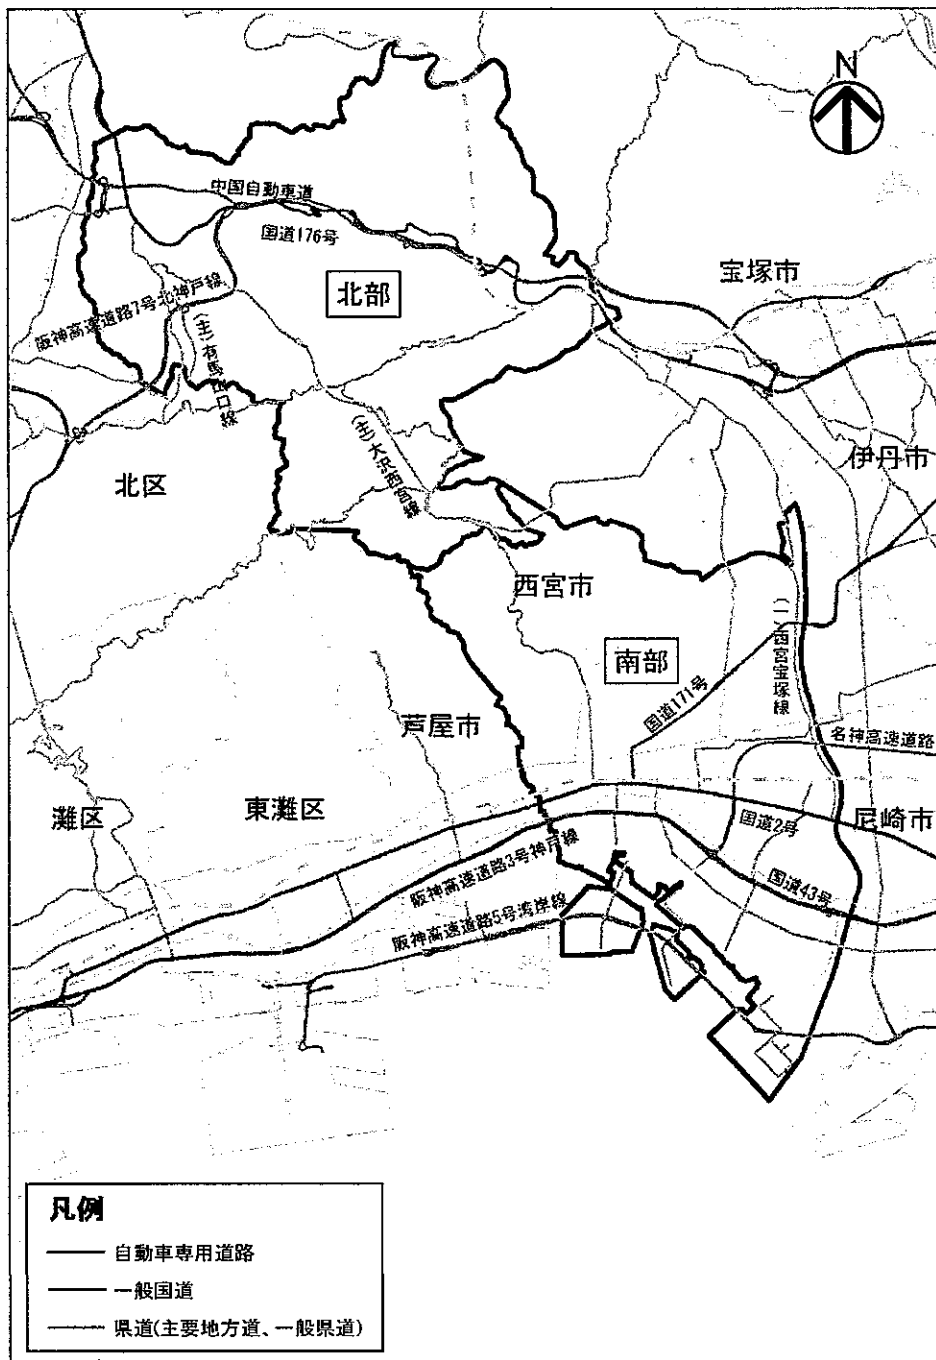 N
中国自動車道
国道176号
宝塚市
北部
阪神高速道路7号北神戸線
(主)有馬山口線
(主)大沢西宮線
伊丹市
北区
西宮市
(一)西宮宝塚線
南部
国道171号
芦屋市
名神高速道路
灘区
東灘区
国道2号
尼崎市
阪神高速道路3号神戸線
国道43号
阪神高速道路5号湾岸線
凡例
自動車専用道路
一般国道
県道(主要地方道、一般県道)